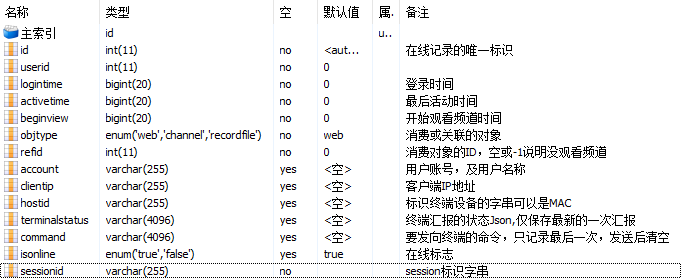 名称 类型 空 默认值 属. 备注
主索引 id u..
id int(11) no <aut... 在线记录的唯一标识
userid int(11) no 0
logintime bigint(20) no 0 登录时间
activetime bigint(20) no 0 最后活动时间
beginview bigint(20) no 0 开始观看频道时间
objtype enum('web','channel','recordfile') no web 消费或关联的对象
refid int(11) no 0 消费对象的ID，空或-1说明没观看频道
account varchar(255) yes <空> 用户账号，及用户名称
clientip varchar(255) yes <空> 客户端IP地址
hostid varchar(255) yes <空> 标识终端设备的字串可以是MAC
terminalstatus varchar(4096) yes <空> 终端汇报的状态Json,仅保存最新的一次汇报
command varchar(4096) yes <空> 要发向终端的命令，只记录最后一次，发送后清空
isonline enum('true','false') yes true 在线标志
sessionid varchar(255) no session标识字串